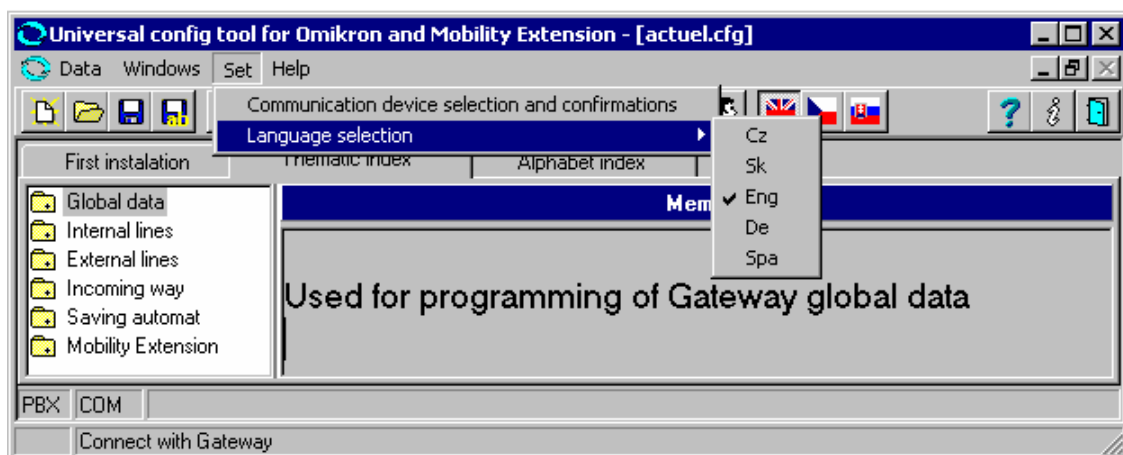 Universal config tool for Omikron and Mobility Extension - [actuel.cfg]
Data Windows Set Help
Communication device selection and confirmations
Language selection
Cz
Sk
Eng
De
Spa
First instalation Thematic index Alphabet index
Global data
Internal lines
External lines
Incoming way
Saving automat
Mobility Extension
Mem
Used for programming of Gateway global data
PBX COM
Connect with Gateway